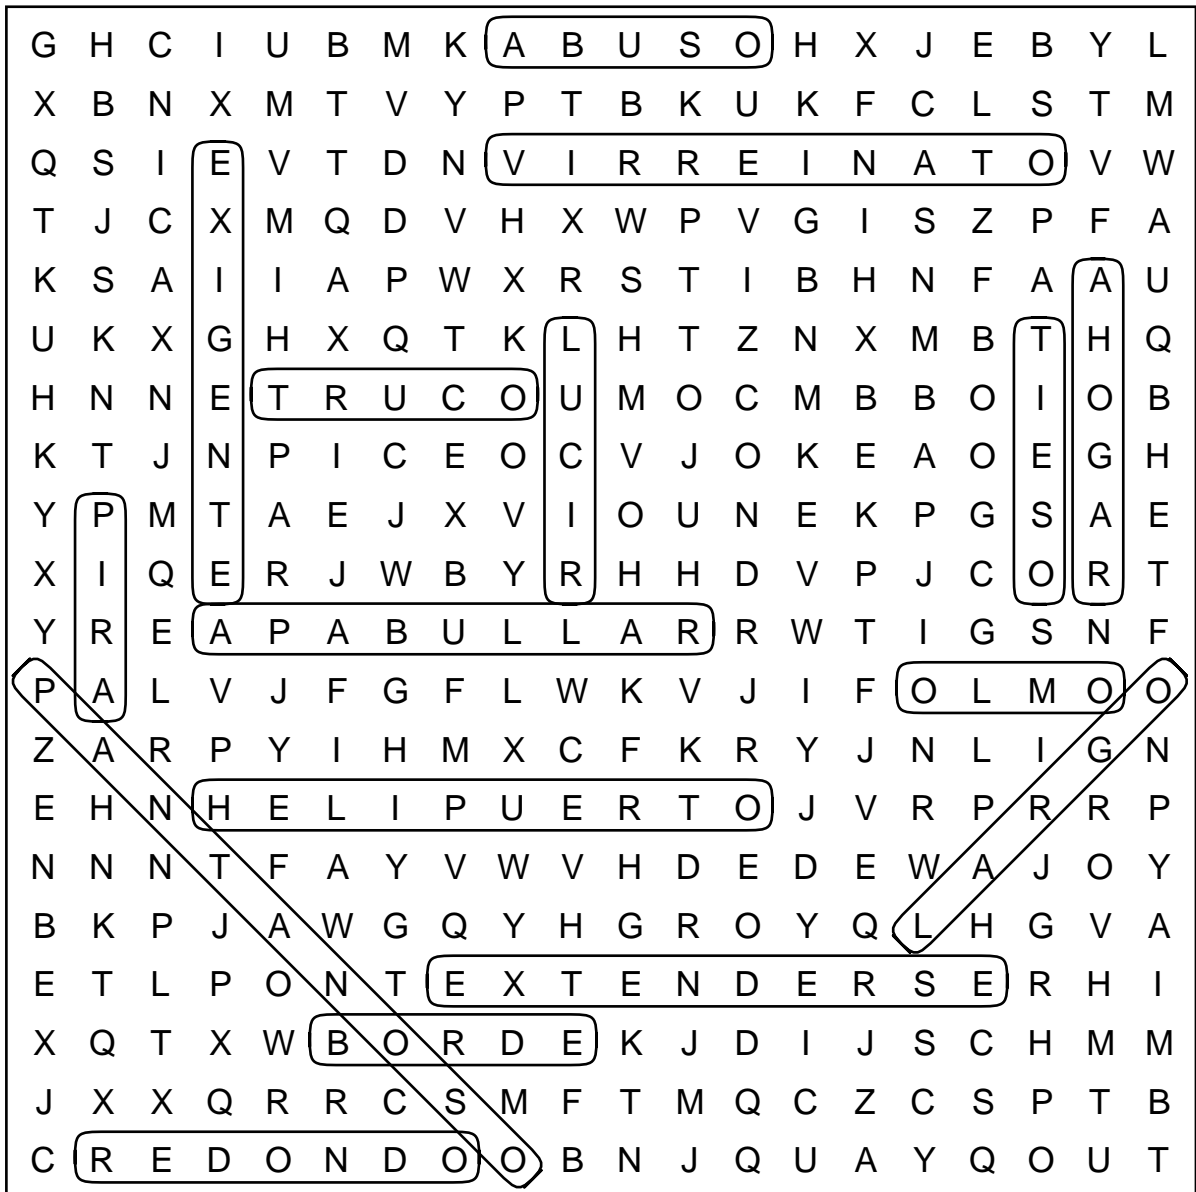 G H C I U B M K A B U S O H X J E B Y L
X B N X M T V Y P T B K U K F C L S T M
Q S I E V T D N V I R R E I N A T O V W
T J C X M Q D V H X W P V G I S Z P F A
K S A I I A P W X R S T I B H N F A A U
U K X G H X Q T K L H T Z N X M B T H Q
H N N E T R U C O U M O C M B B O I O B
K T J N P I C E O C V J O K E A O E G H
Y P M T A E J X V I O U N E K P G S A E
X I Q E R J W B Y R H H D V P J C O R T
Y R E A P A B U L L A R R W T I G S N F
P A L V J F G F L W K V J I F O L M O O
Z A R P Y I H M X C F K R Y J N L I G N
E H N H E L I P U E R T O J V R P R R P
N N N T F A Y V W V H D E D E W A J O Y
B K P J A W G Q Y H G R O Y Q L H G V A
E T L P O N T E X T E N D E R S E R H I
X Q T X W B O R D E K J D I J S C H M M
J X X Q R R C S M F T M Q C Z C S P T B
C R E D O N D O O B N J Q U A Y Q O U T